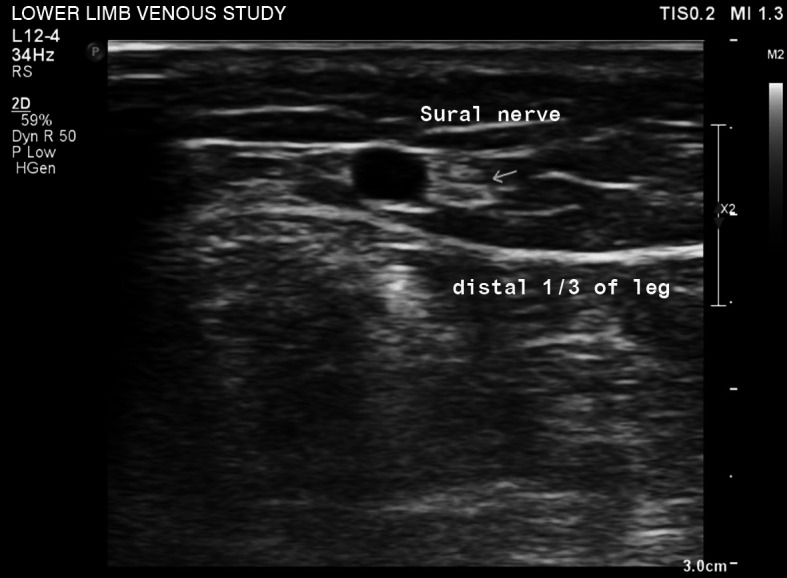 LOWER LIMB VENOUS STUDY
TIS0.2 MI 1.3
L12-4
34Hz
RS
P
M2
2D
59%
Dyn R 50
P Low
HGen
Sural nerve
X2
distal 1/3 of leg
3.0cm